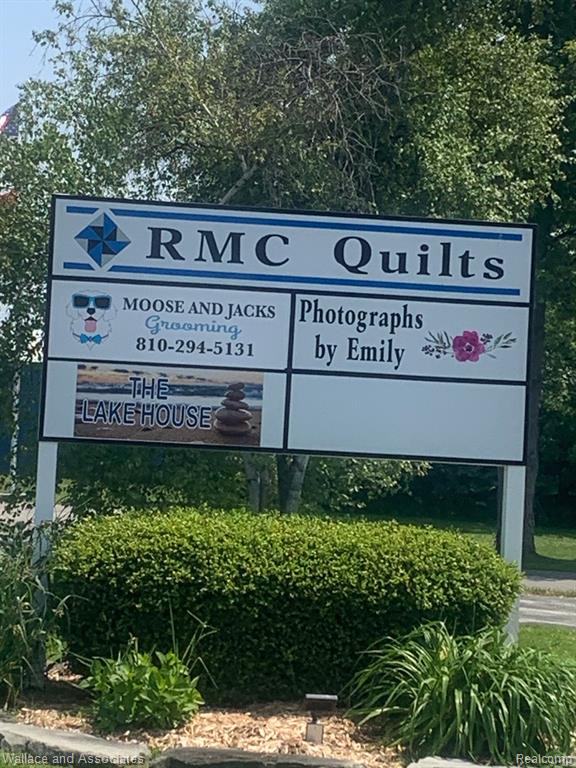 RMC Quilts
MOOSE AND JACKS
Grooming
810-294-5131
Photographs
by Emily
THE
LAKE HOUSE
Wallace and Associates
Realcomp